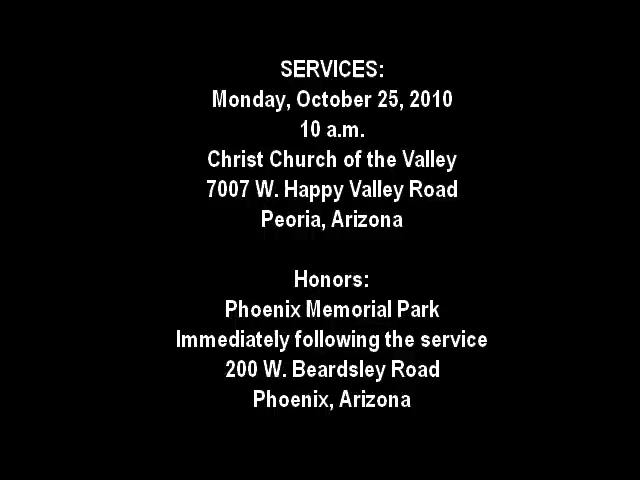 SERVICES:
Monday, October 25, 2010
10 a.m.
Christ Church of the Valley
7007 W. Happy Valley Road
Peoria, Arizona
Honors:
Phoenix Memorial Park
Immediately following the service
200 W. Beardsley Road
Phoenix, Arizona